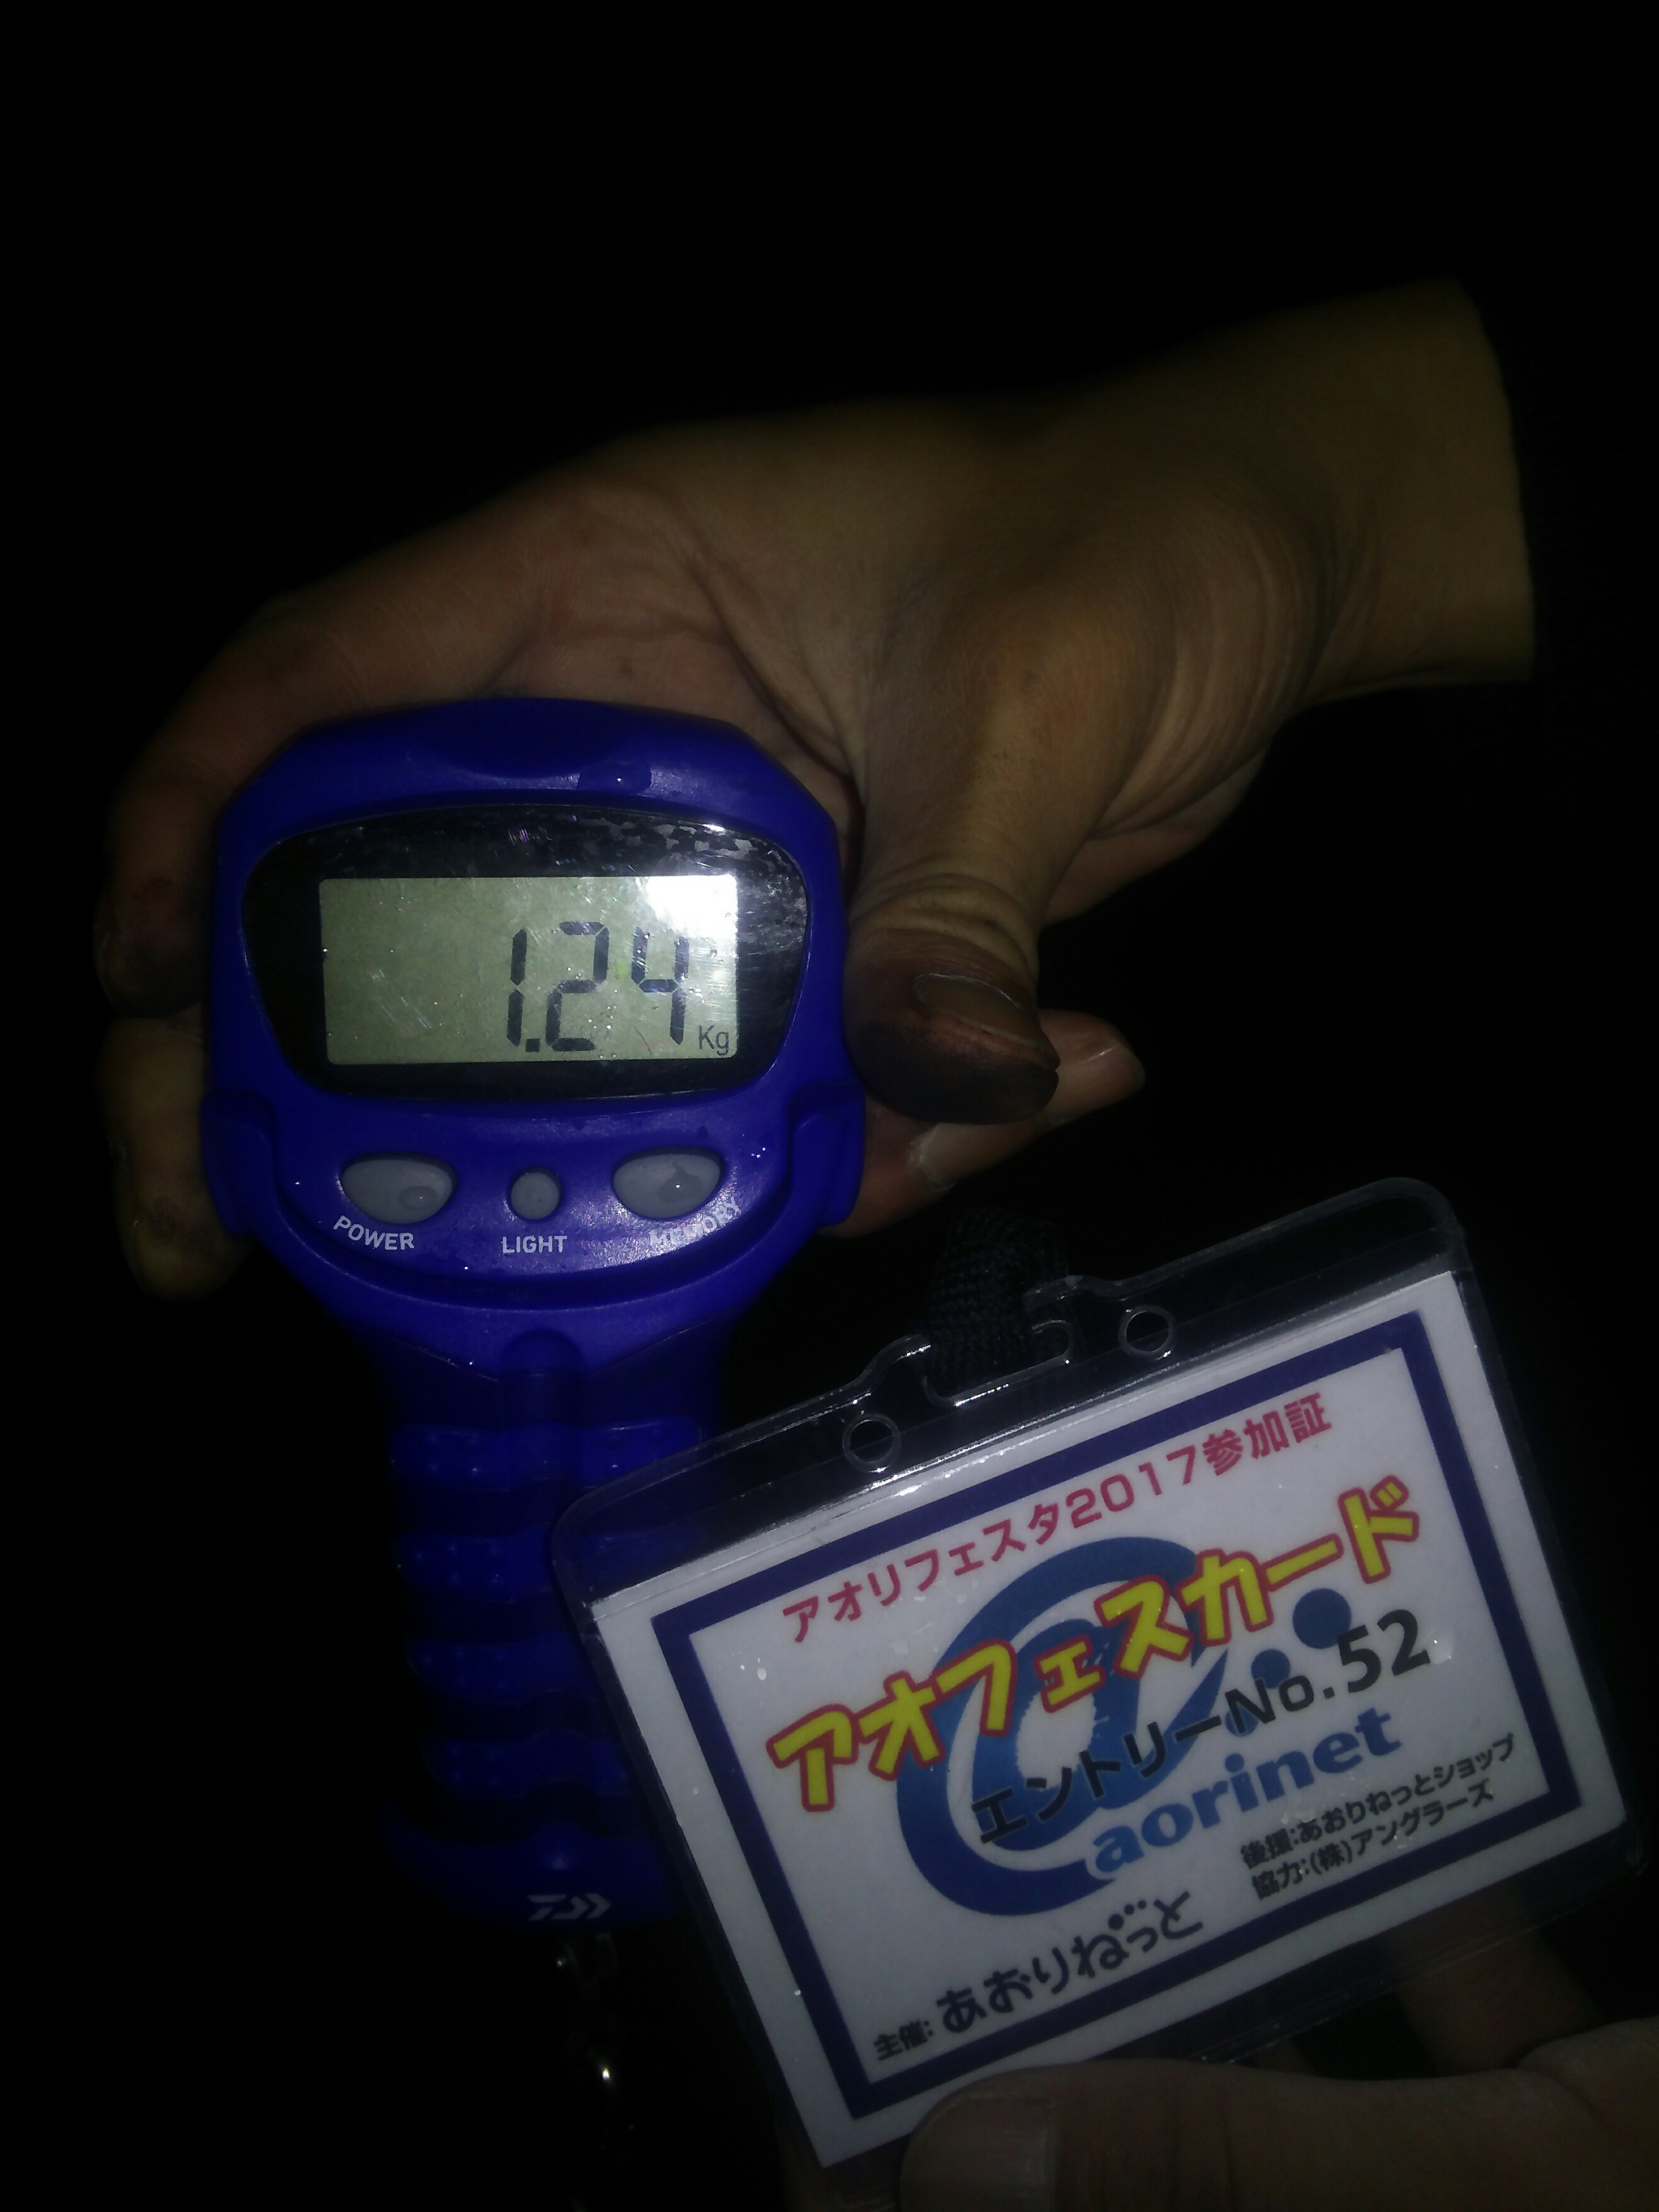 1.24
Kg
POWER
LIGHT
MEMORY
アオリフェスタ2017参加証
アオフェスカード
エントリーNo.52
aorinet
後援:あおりねっとショップ
協力:(株)アングラーズ
主催: あおりねっと